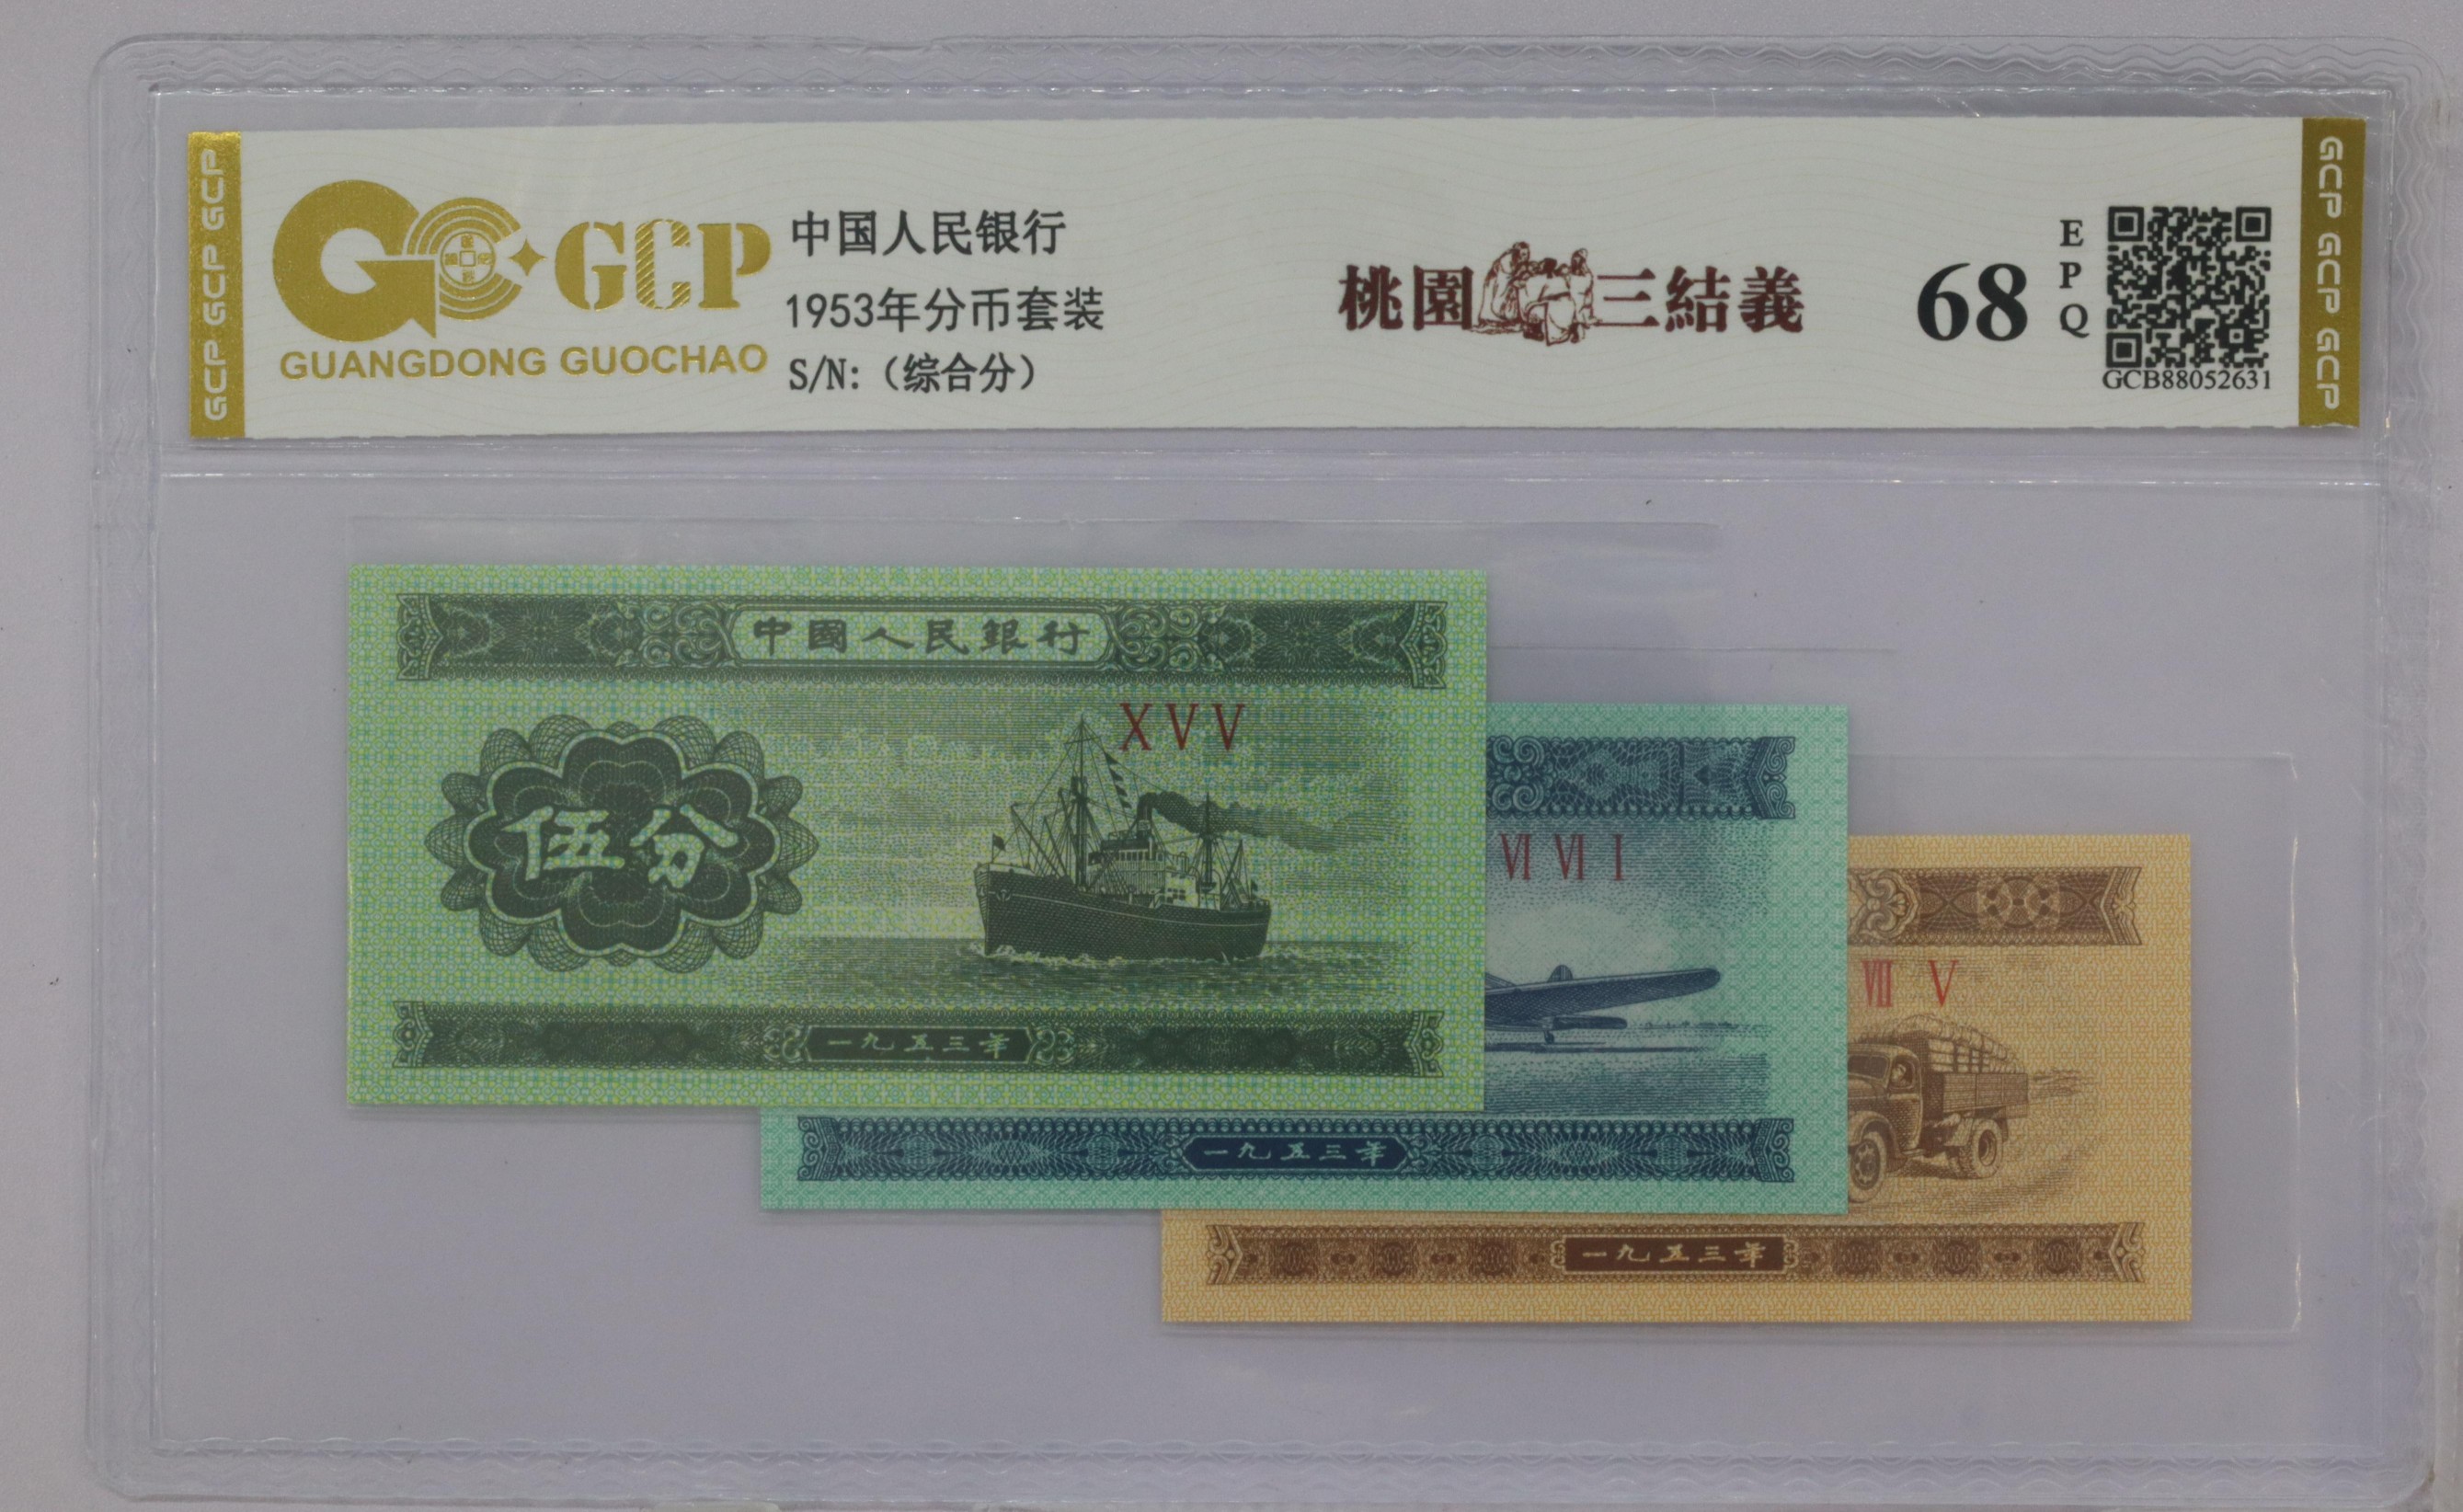 GCP GCP GCP
GCP
GUANGDONG GUOCHAO
中国人民银行
1953年分币套装
S/N:（综合分）
桃園三結義
68
EPQ
GCB88052631
GCP GCP GCP
中國人民銀行
XVV
伍分
一九五三年
VI VI I
一九五三年
VIII V
一九五三年